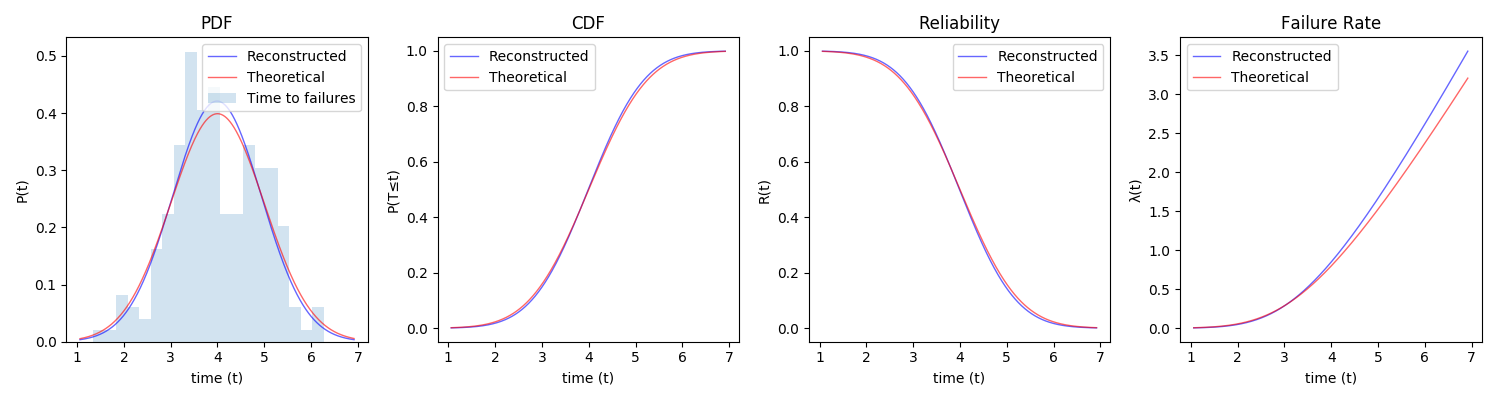 PDF
P(t)
0.5
0.4
0.3
0.2
0.1
0.0
Reconstructed
Theoretical
Time to failures
1 2 3 4 5 6 7
time (t)
CDF
P(T≤t)
1.0
0.8
0.6
0.4
0.2
0.0
Reconstructed
Theoretical
1 2 3 4 5 6 7
time (t)
Reliability
R(t)
1.0
0.8
0.6
0.4
0.2
0.0
Reconstructed
Theoretical
1 2 3 4 5 6 7
time (t)
Failure Rate
λ(t)
3.5
3.0
2.5
2.0
1.5
1.0
0.5
0.0
Reconstructed
Theoretical
1 2 3 4 5 6 7
time (t)